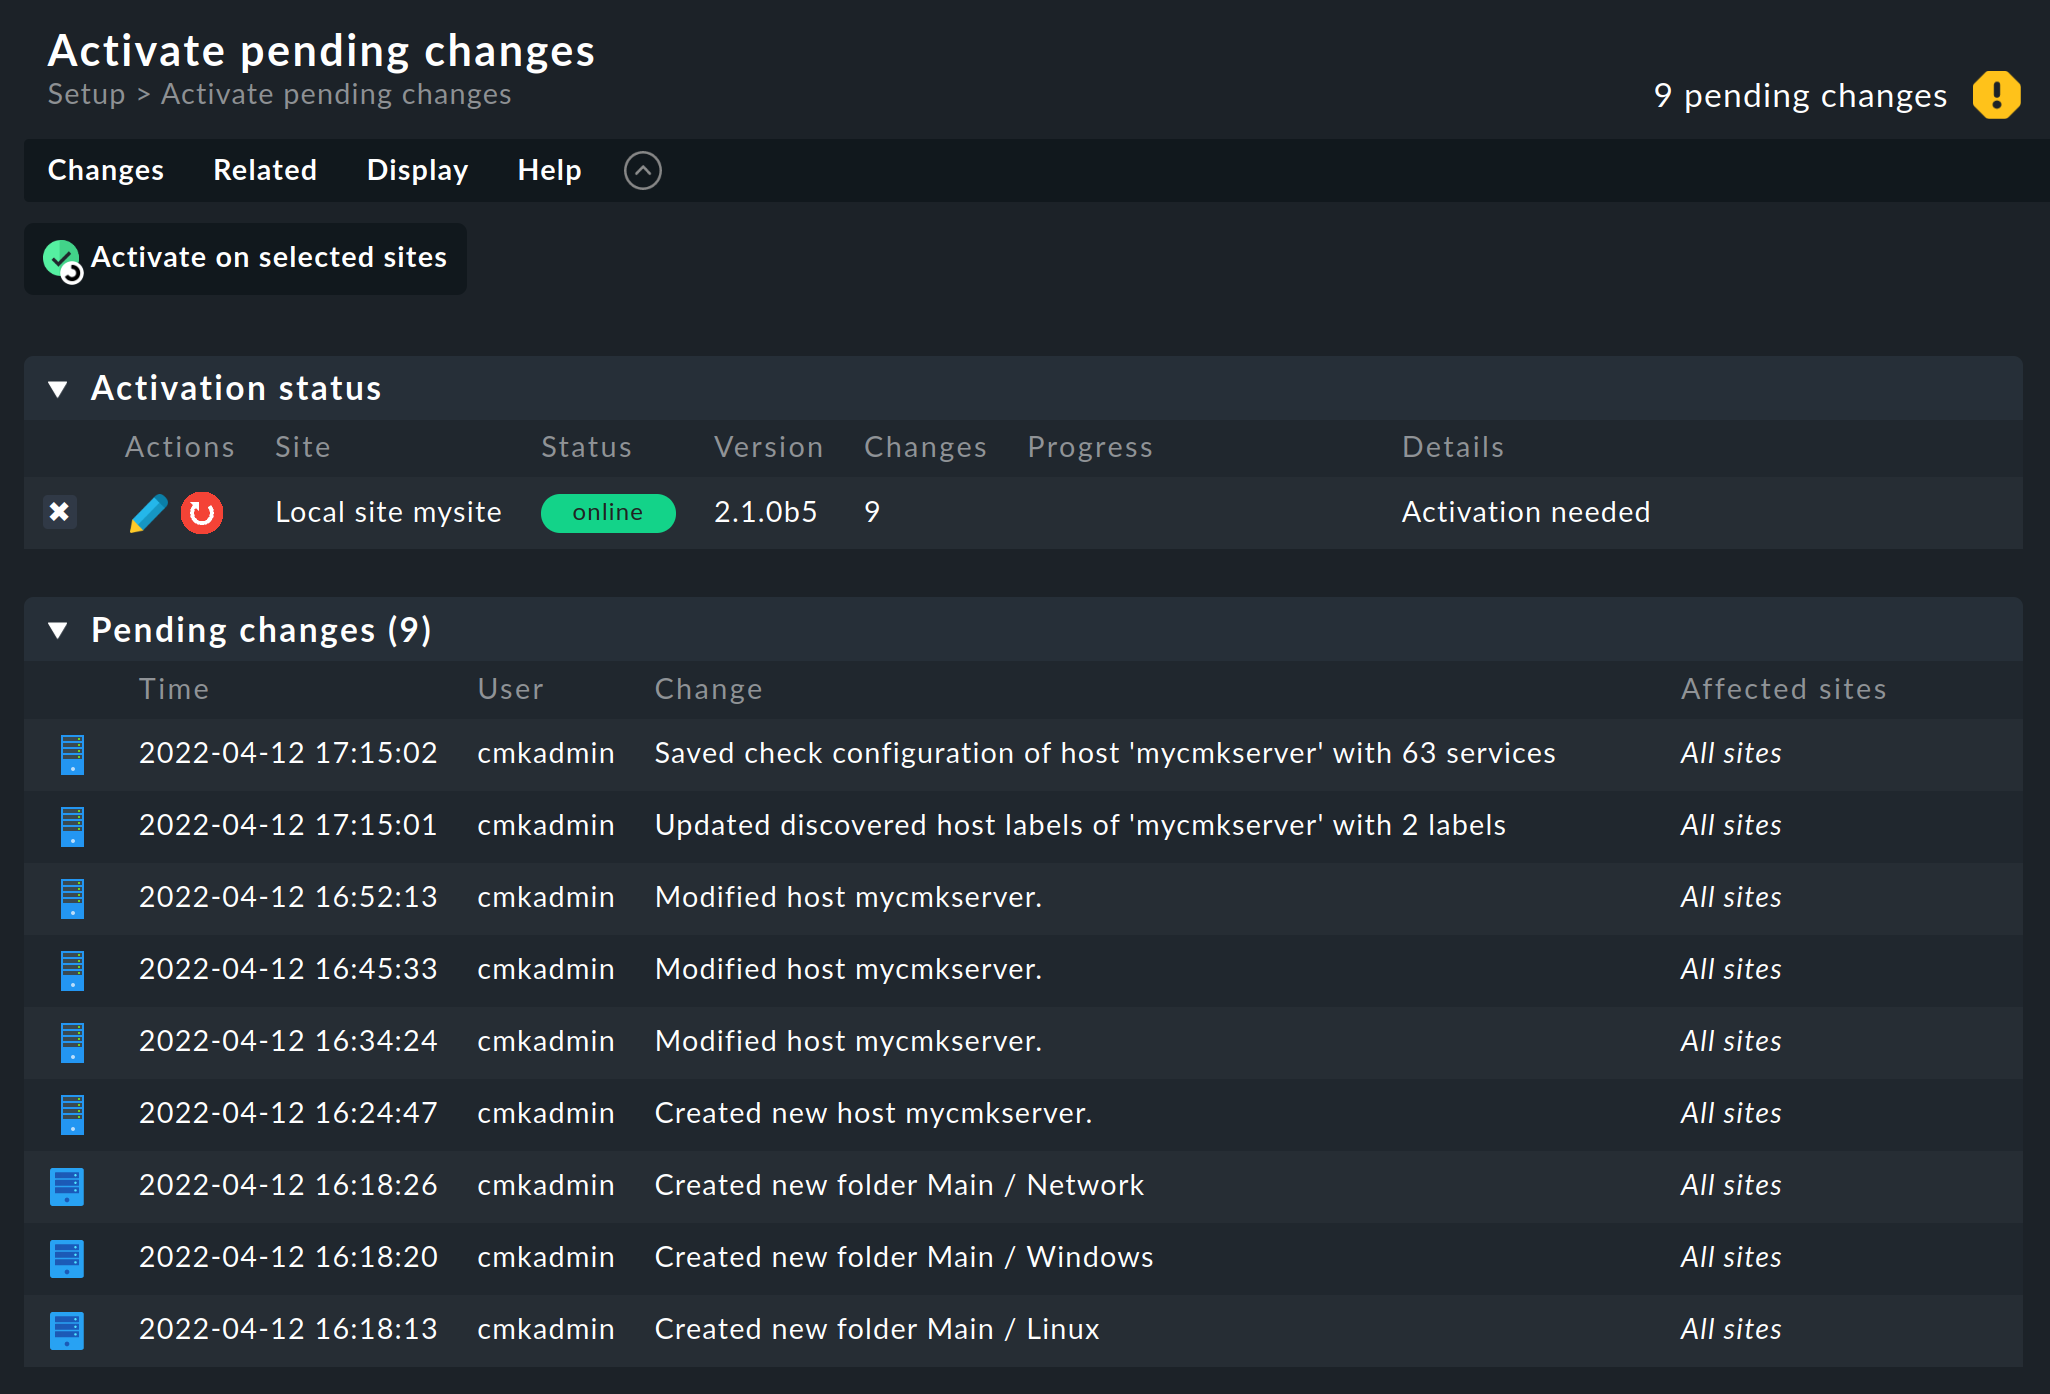 Activate pending changes
Setup > Activate pending changes
9 pending changes
Changes Related Display Help
Activate on selected sites
Activation status
Actions Site Status Version Changes Progress Details
Local site mysite online 2.1.0b5 9 Activation needed
Pending changes (9)
Time User Change Affected sites
2022-04-12 17:15:02 cmkadmin Saved check configuration of host 'mycmkserver' with 63 services All sites
2022-04-12 17:15:01 cmkadmin Updated discovered host labels of 'mycmkserver' with 2 labels All sites
2022-04-12 16:52:13 cmkadmin Modified host mycmkserver. All sites
2022-04-12 16:45:33 cmkadmin Modified host mycmkserver. All sites
2022-04-12 16:34:24 cmkadmin Modified host mycmkserver. All sites
2022-04-12 16:24:47 cmkadmin Created new host mycmkserver. All sites
2022-04-12 16:18:26 cmkadmin Created new folder Main / Network All sites
2022-04-12 16:18:20 cmkadmin Created new folder Main / Windows All sites
2022-04-12 16:18:13 cmkadmin Created new folder Main / Linux All sites